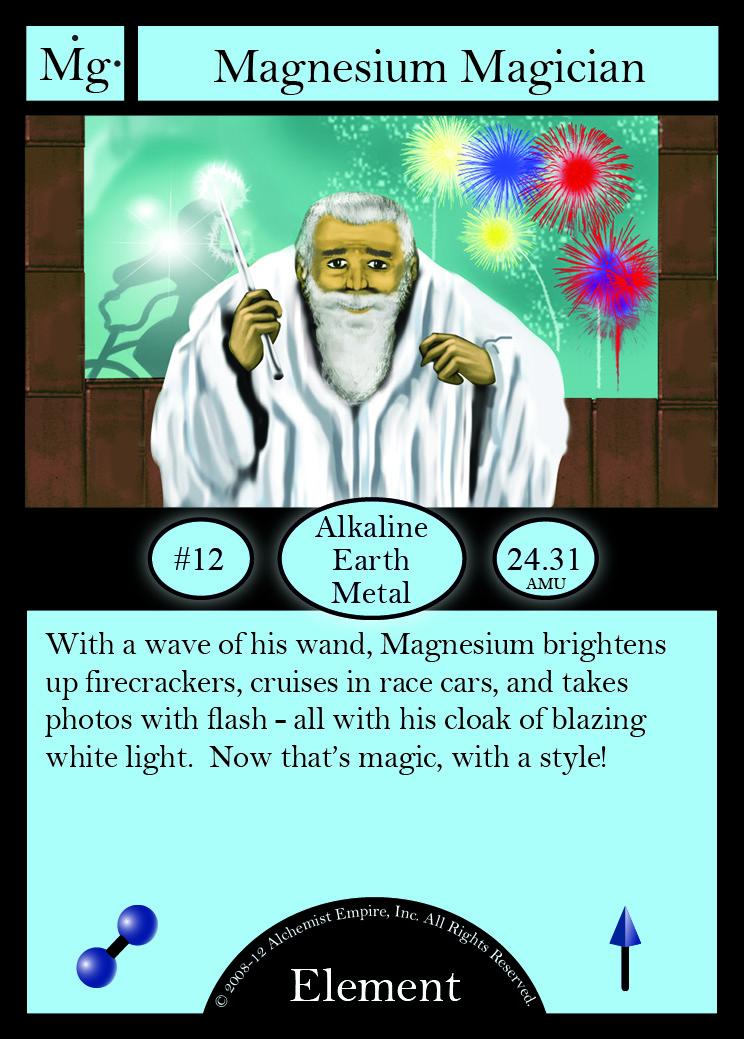 Mg
Magnesium Magician
#12
Alkaline
Earth
Metal
24.31
AMU
With a wave of his wand, Magnesium brightens
up firecrackers, cruises in race cars, and takes
photos with flash - all with his cloak of blazing
white light.  Now that's magic, with a style!
© 2008-12 Alchemist Empire, Inc. All Rights Reserved.
Element